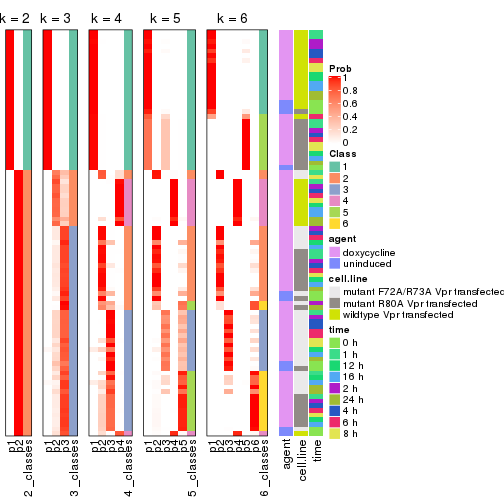 k = 2 k = 3 k = 4 k = 5 k = 6
Prob
1
0.8
0.6
0.4
0.2
0
Class
1
2
3
4
5
6
agent
doxycycline
uninduced
cell.line
mutant F72A/R73A Vpr transfected
mutant R80A Vpr transfected
wildtype Vpr transfected
time
0 h
1 h
12 h
16 h
2 h
24 h
4 h
6 h
8 h
p1 p2 2_classes
p1 p2 p3 3_classes
p1 p2 p3 p4 4_classes
p1 p2 p3 p4 p5 5_classes
p1 p2 p3 p4 p5 p6 6_classes
agent cell.line time